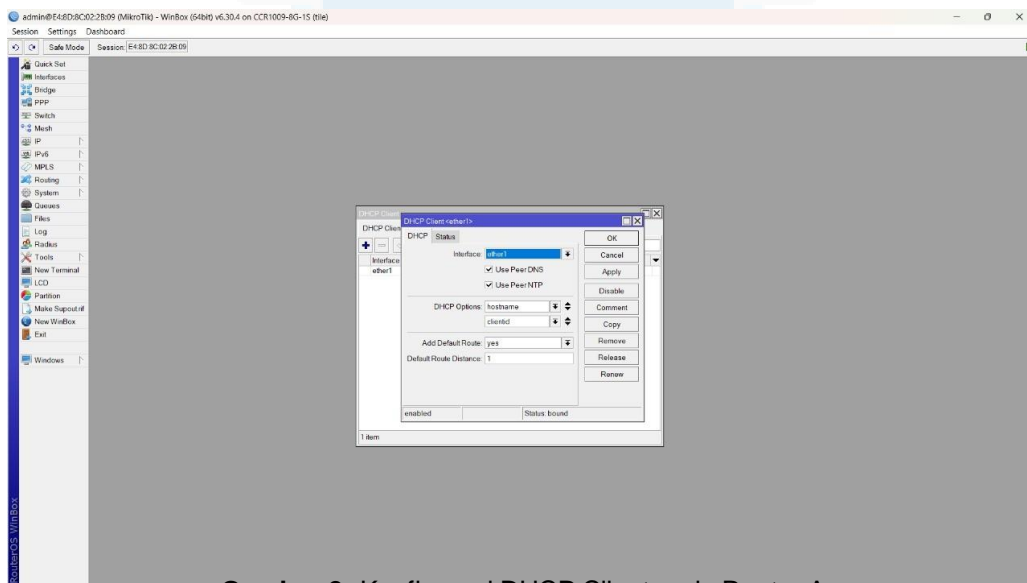 admin@E4:8D:8C:02:2B:09 (MikroTik) - WinBox (64bit) v6.30.4 on CCR1009-8G-1S (tile)
Session Settings Dashboard
Safe Mode Session: E4:8D:8C:02:2B:09
Quick Set
Interfaces
Bridge
PPP
Switch
Mesh
IP
IPv6
MPLS
Routing
System
Queues
Files
Log
Radius
Tools
New Terminal
LCD
Partition
Make Supout.rif
New WinBox
Exit
Windows
RouterOS WinBox
DHCP Client
DHCP Clien
Interface
ether1
1 item
DHCP Client <ether1>
DHCP Status
Interface: ether1
Use Peer DNS
Use Peer NTP
DHCP Options: hostname
clientid
Add Default Route: yes
Default Route Distance: 1
enabled Status: bound
OK
Cancel
Apply
Disable
Comment
Copy
Remove
Release
Renew